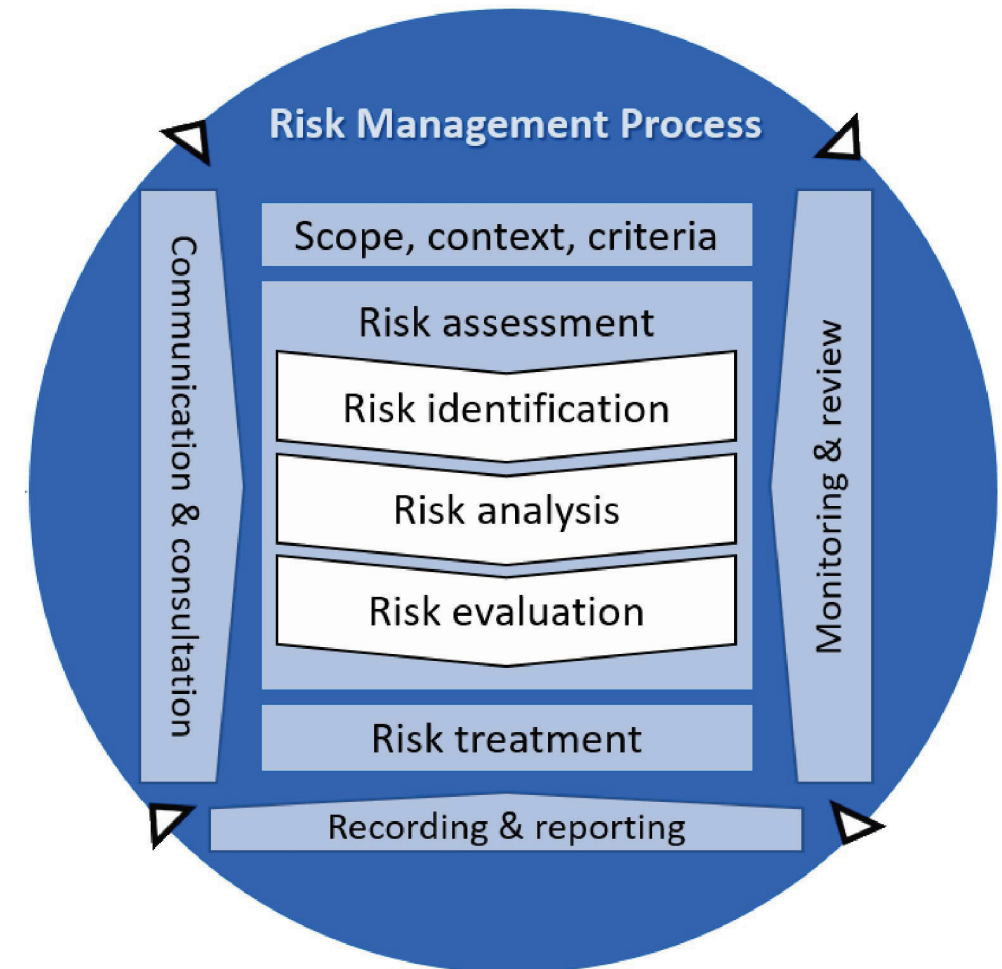 Risk Management Process
Scope, context, criteria
Risk assessment
Risk identification
Risk analysis
Risk evaluation
Risk treatment
Communication & consultation
Monitoring & review
Recording & reporting